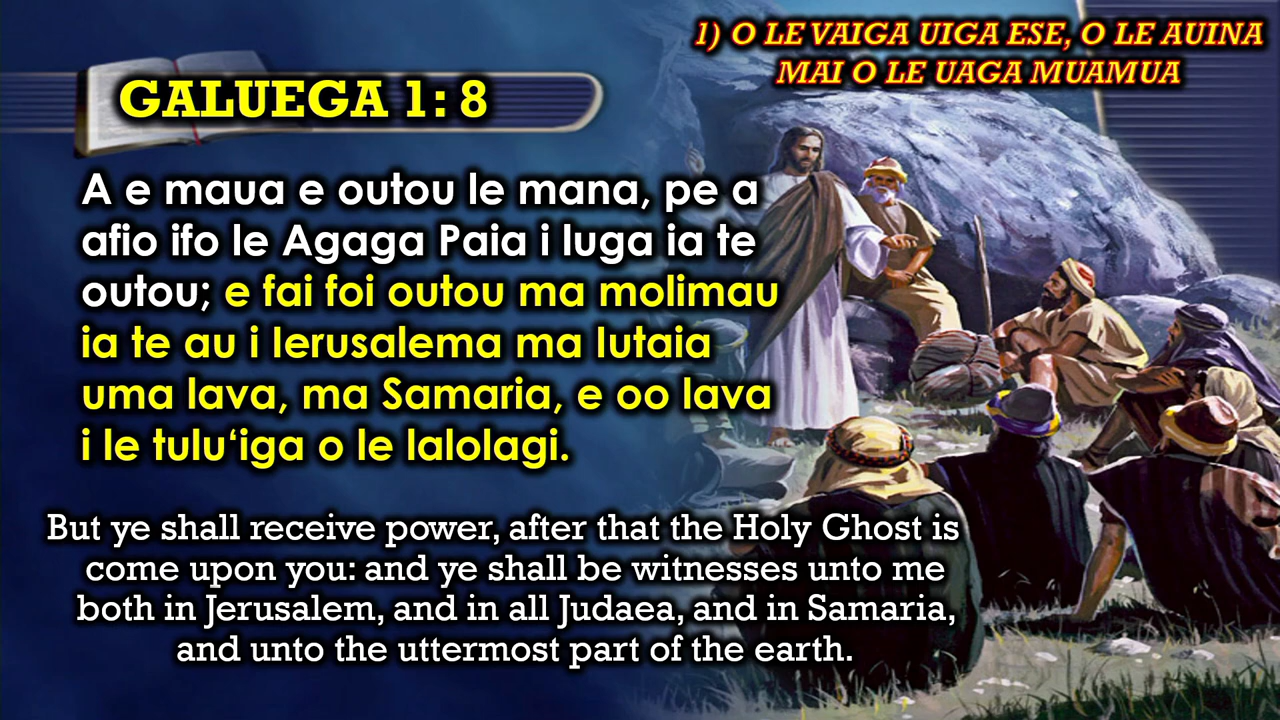 1) O LE VAIGA UIGA ESE, O LE AUINA
MAI O LE UAGA MUAMUA
GALUEGA 1: 8
A e maua e outou le mana, pe a
afio ifo le Agaga Paia i luga ia te
outou; e fai foi outou ma molimau
ia te au i Ierusalema ma Iutaia
uma lava, ma Samaria, e oo lava
i le tulu‘iga o le lalolagi.
But ye shall receive power, after that the Holy Ghost is
come upon you: and ye shall be witnesses unto me
both in Jerusalem, and in all Judaea, and in Samaria,
and unto the uttermost part of the earth.